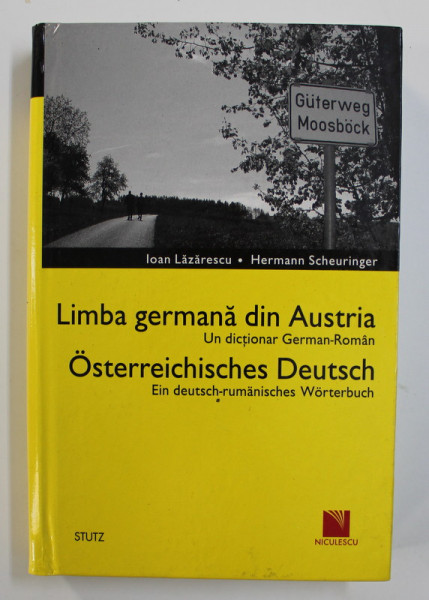 Güterweg
Moosböck
Ioan Lăzărescu • Hermann Scheuringer
Limba germană din Austria
Un dicționar German-Român
Österreichisches Deutsch
Ein deutsch-rumänisches Wörterbuch
STUTZ
NICULESCU